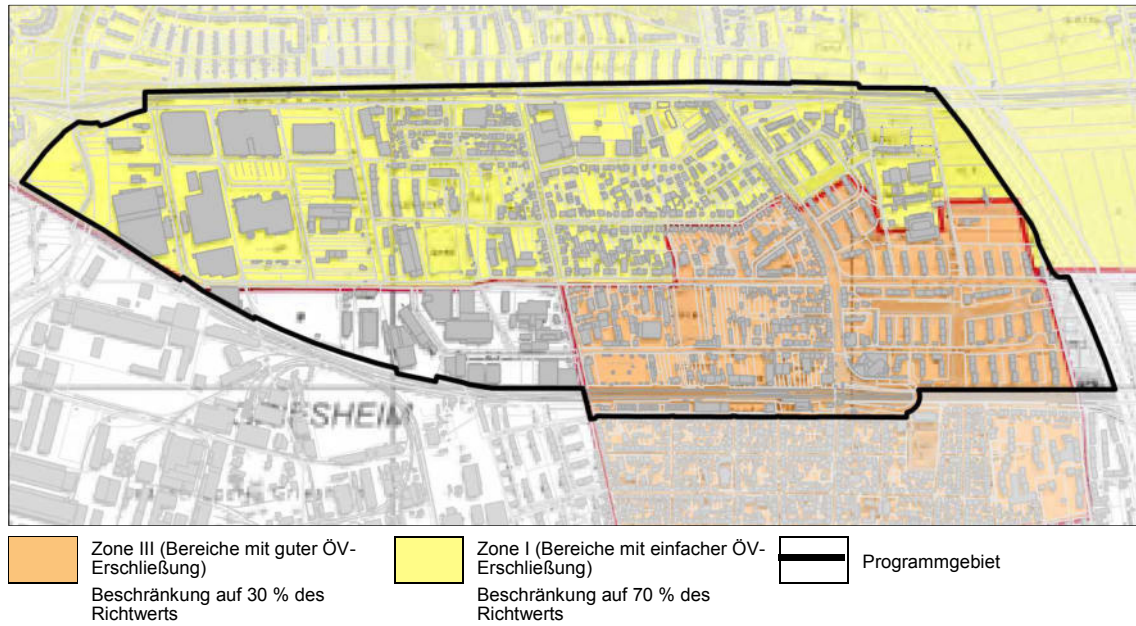 ESHEIM
Zone III (Bereiche mit guter ÖV-
Erschließung)
Beschränkung auf 30 % des
Richtwerts
Zone I (Bereiche mit einfacher ÖV-
Erschließung)
Beschränkung auf 70 % des
Richtwerts
Programmgebiet